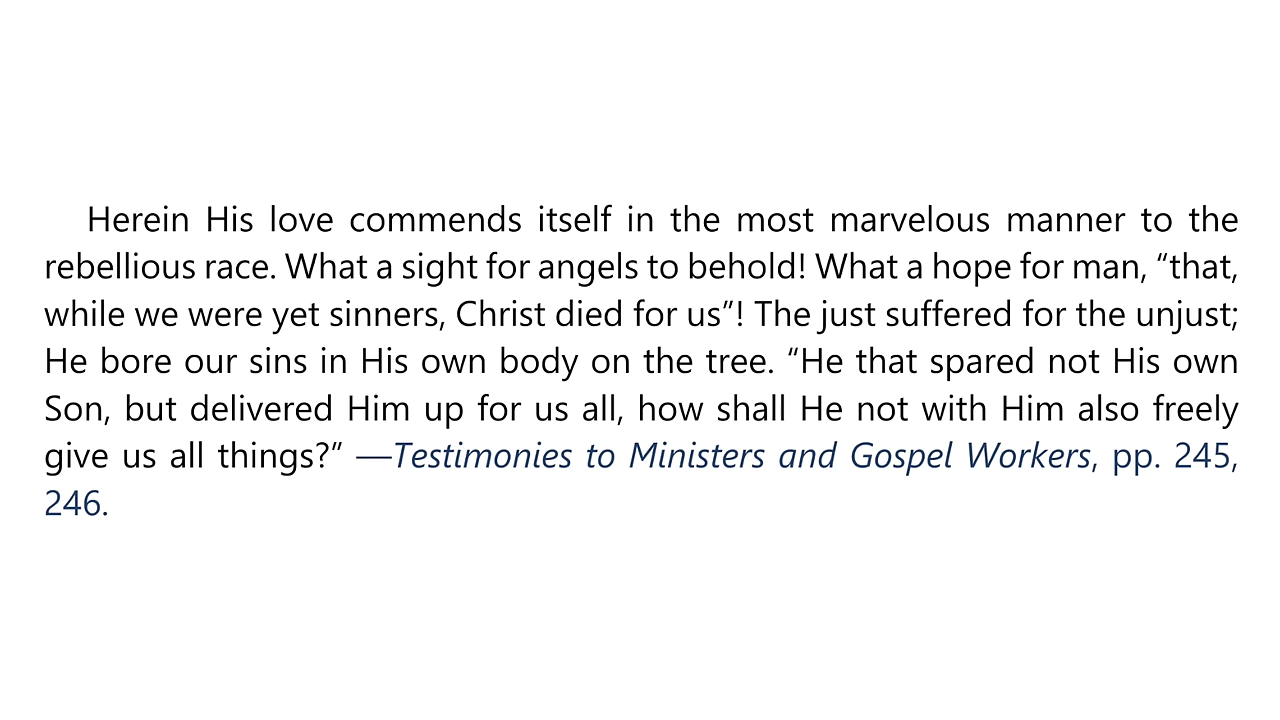 Herein His love commends itself in the most marvelous manner to the
rebellious race. What a sight for angels to behold! What a hope for man, “that,
while we were yet sinners, Christ died for us”! The just suffered for the unjust;
He bore our sins in His own body on the tree. “He that spared not His own
Son, but delivered Him up for us all, how shall He not with Him also freely
give us all things?” —Testimonies to Ministers and Gospel Workers, pp. 245,
246.